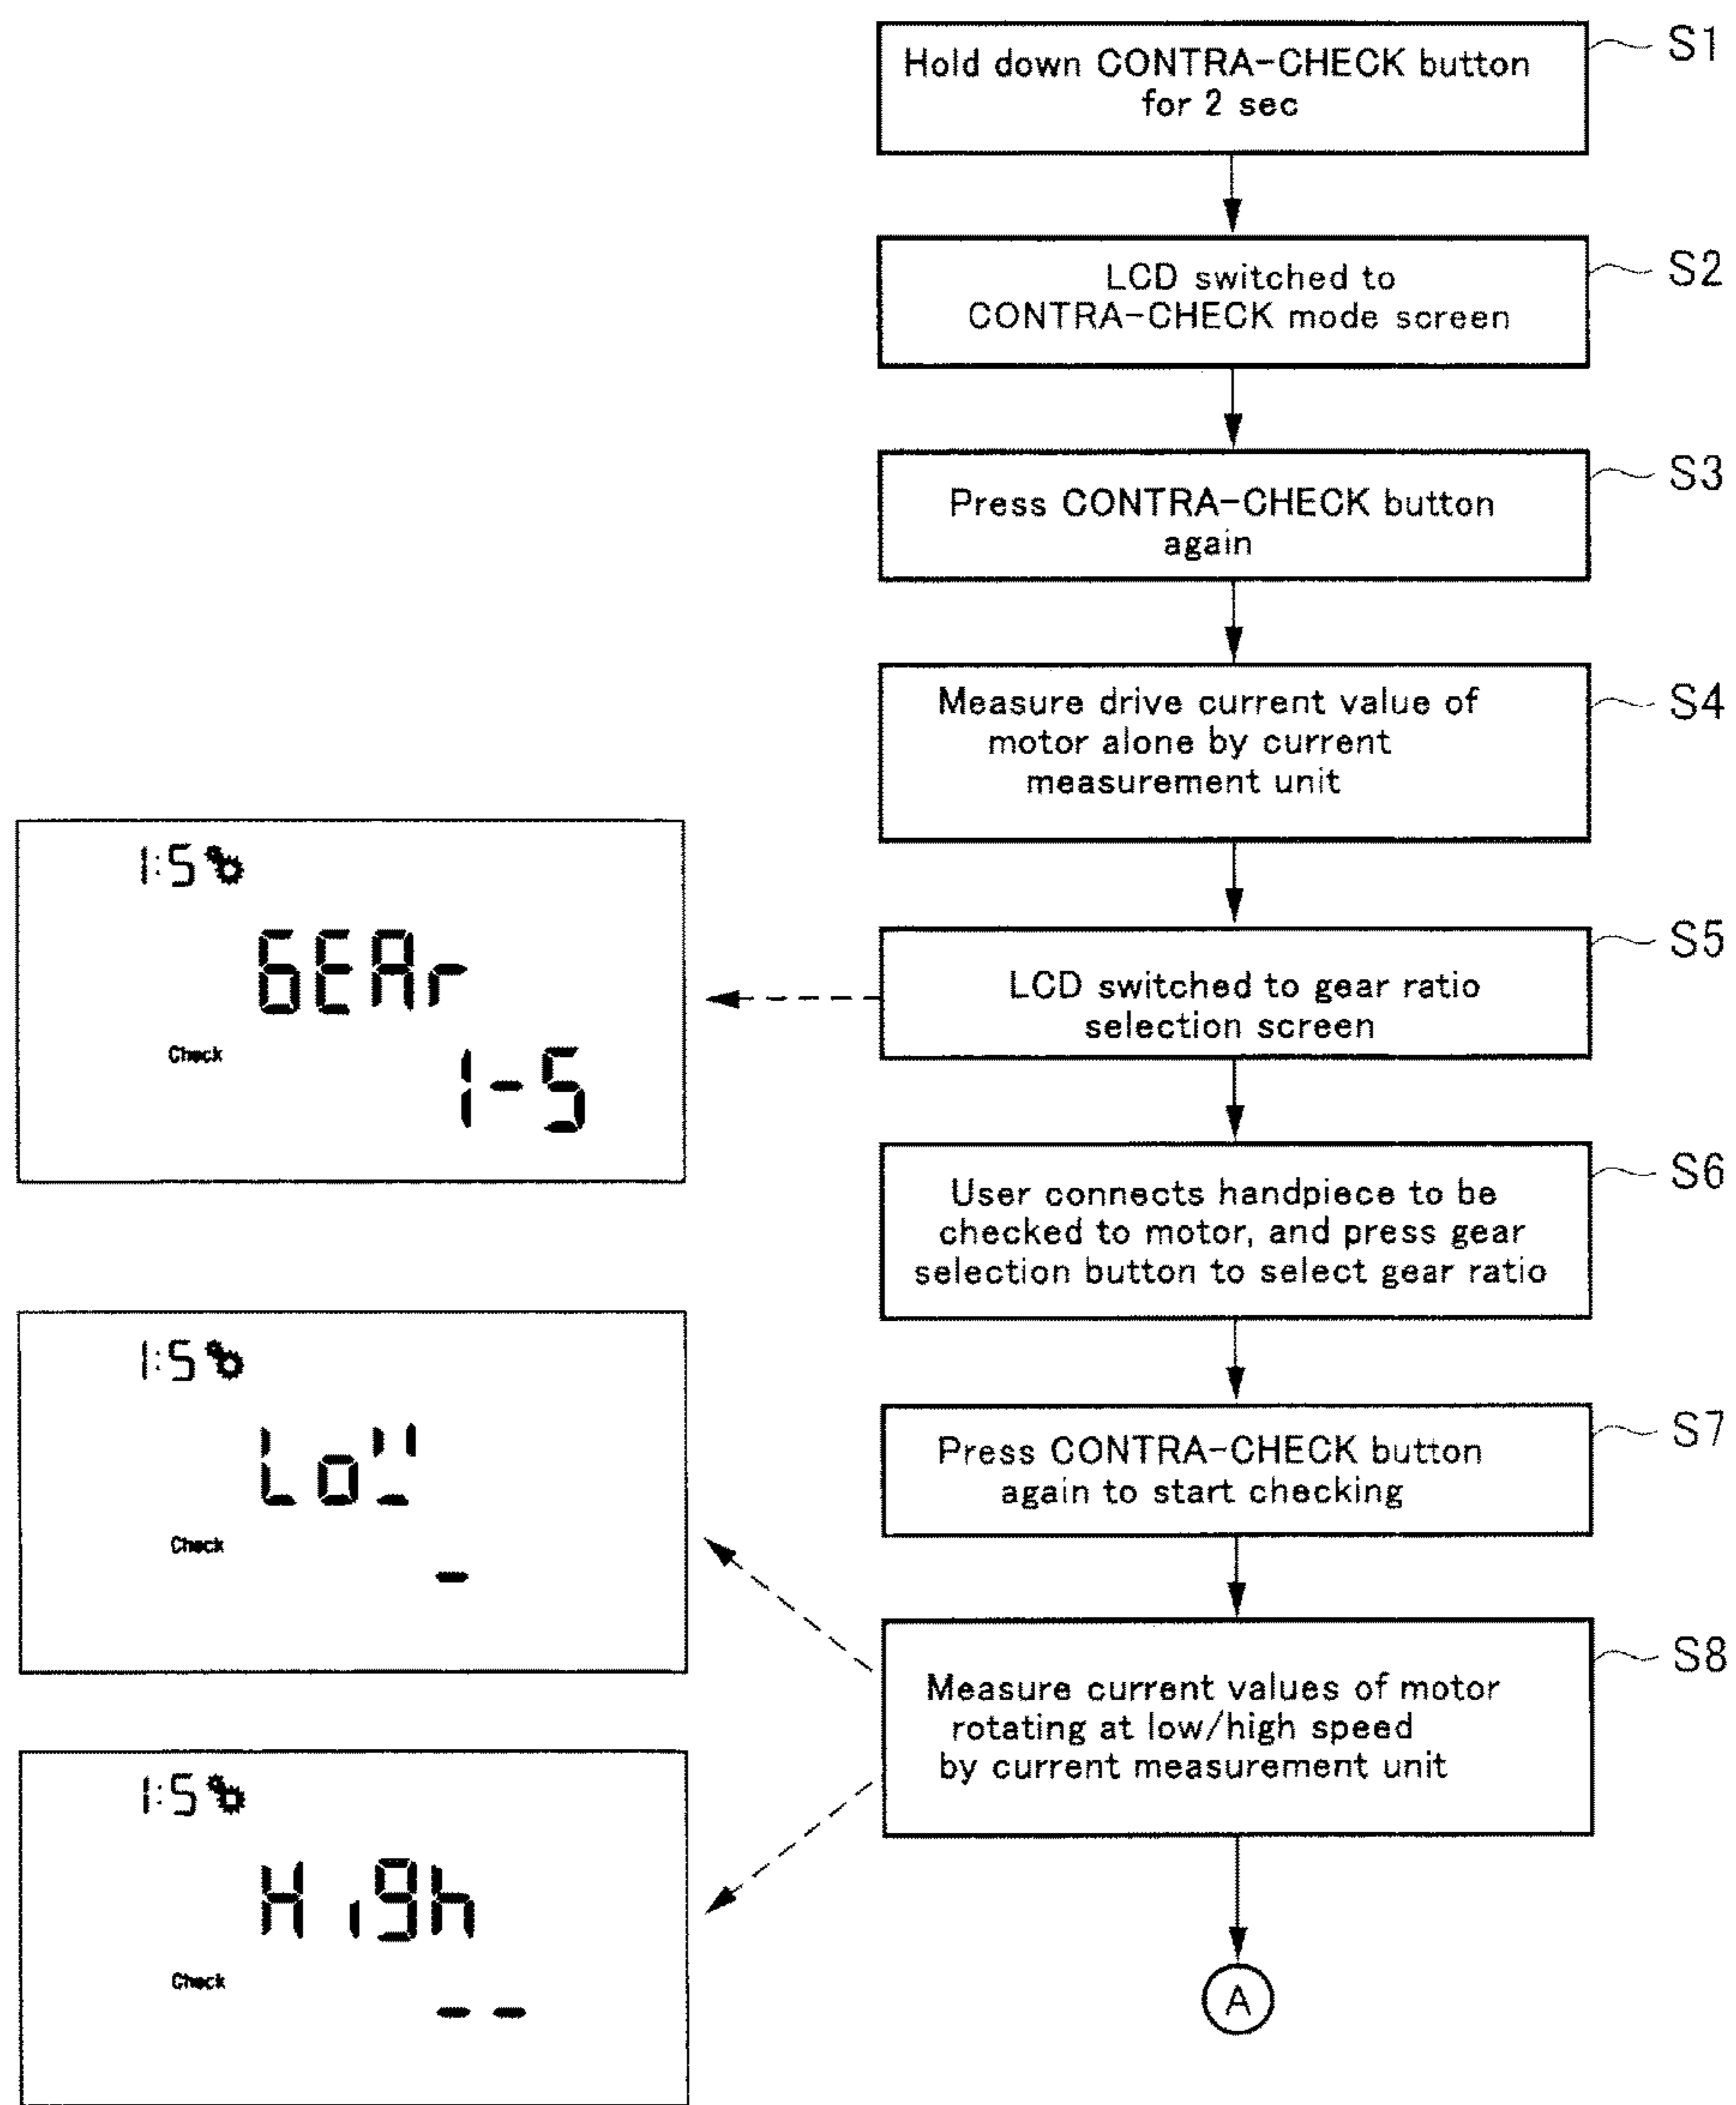 Hold down CONTRA-CHECK button
for 2 sec
S1
LCD switched to
CONTRA-CHECK mode screen
S2
Press CONTRA-CHECK button
again
S3
Measure drive current value of
motor alone by current
measurement unit
S4
1:5
GEAr
Check
1-5
LCD switched to gear ratio
selection screen
S5
User connects handpiece to be
checked to motor, and press gear
selection button to select gear ratio
S6
1:5
Low
Check
-
Press CONTRA-CHECK button
again to start checking
S7
Measure current values of motor
rotating at low/high speed
by current measurement unit
S8
1:5
High
Check
--
A